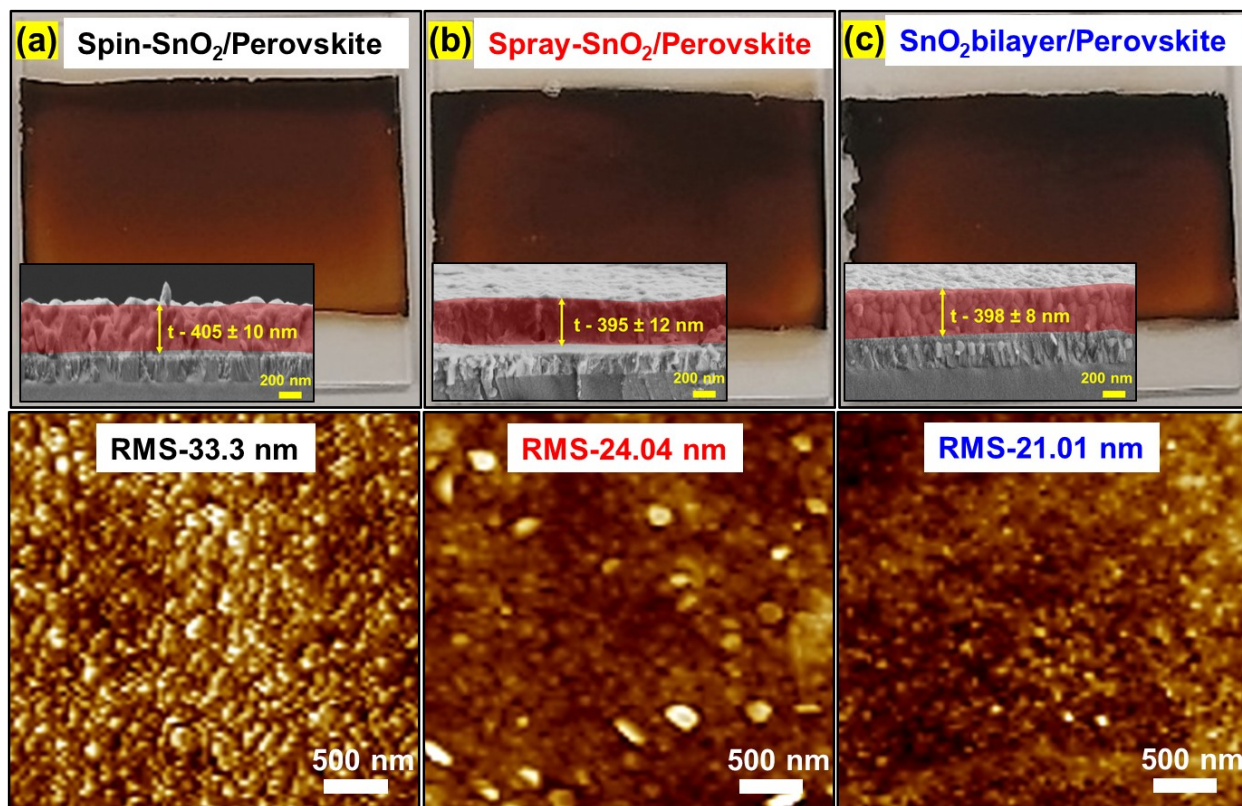 (a) Spin-SnO₂/Perovskite
t - 405 ± 10 nm
200 nm
(b) Spray-SnO₂/Perovskite
t - 395 ± 12 nm
200 nm
(c) SnO₂bilayer/Perovskite
t - 398 ± 8 nm
200 nm
RMS-33.3 nm
500 nm
RMS-24.04 nm
500 nm
RMS-21.01 nm
500 nm